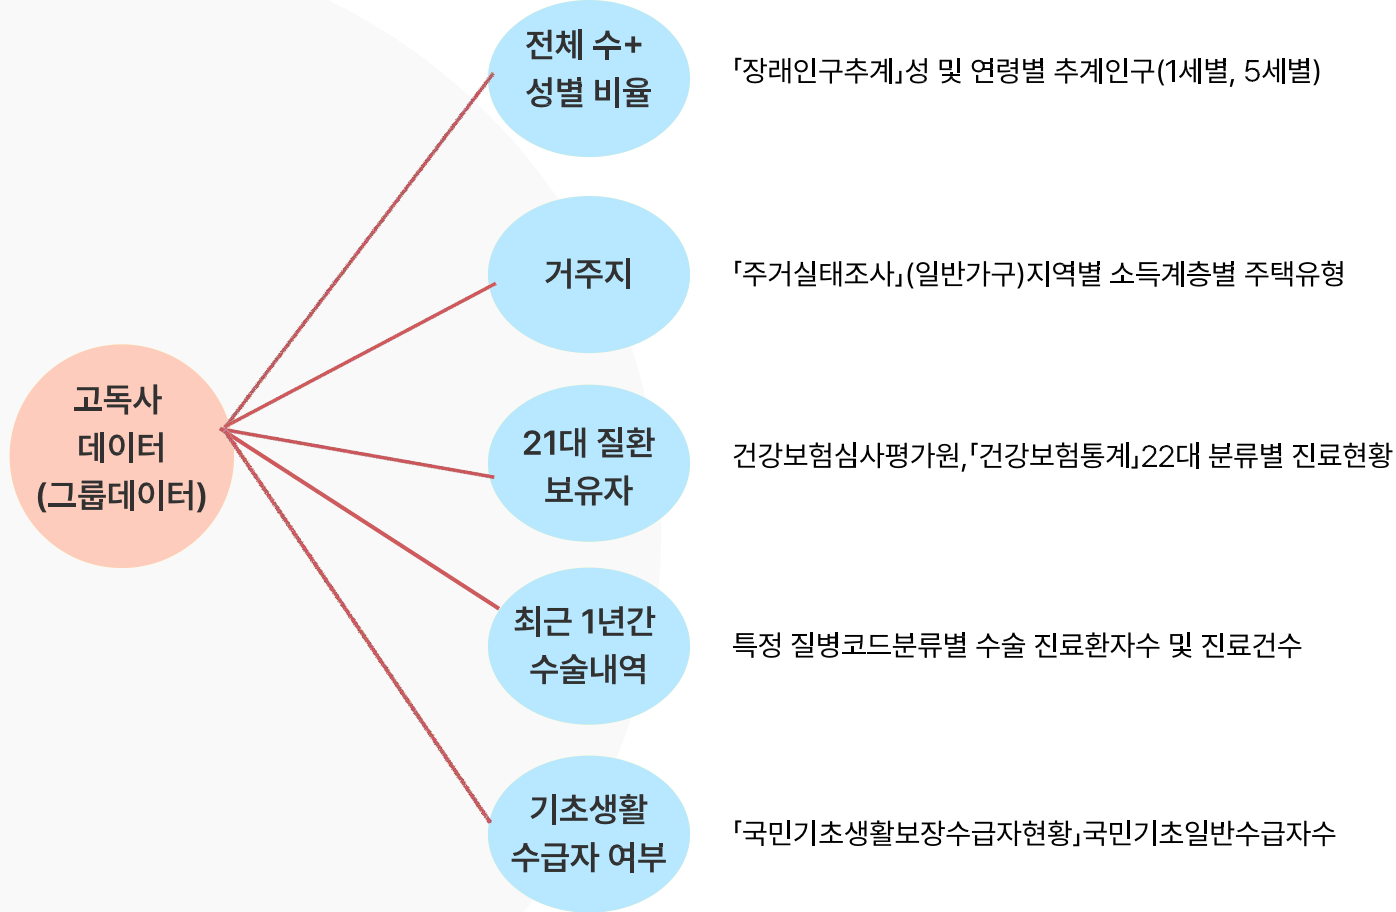 전체 수+
성별 비율
「장래인구추계」성 및 연령별 추계인구(1세별, 5세별)
거주지
「주거실태조사」(일반가구)지역별 소득계층별 주택유형
고독사
데이터
(그룹데이터)
21대 질환
보유자
건강보험심사평가원,「건강보험통계」22대 분류별 진료현황
최근 1년간
수술내역
특정 질병코드분류별 수술 진료환자수 및 진료건수
기초생활
수급자 여부
「국민기초생활보장수급자현황」국민기초일반수급자수